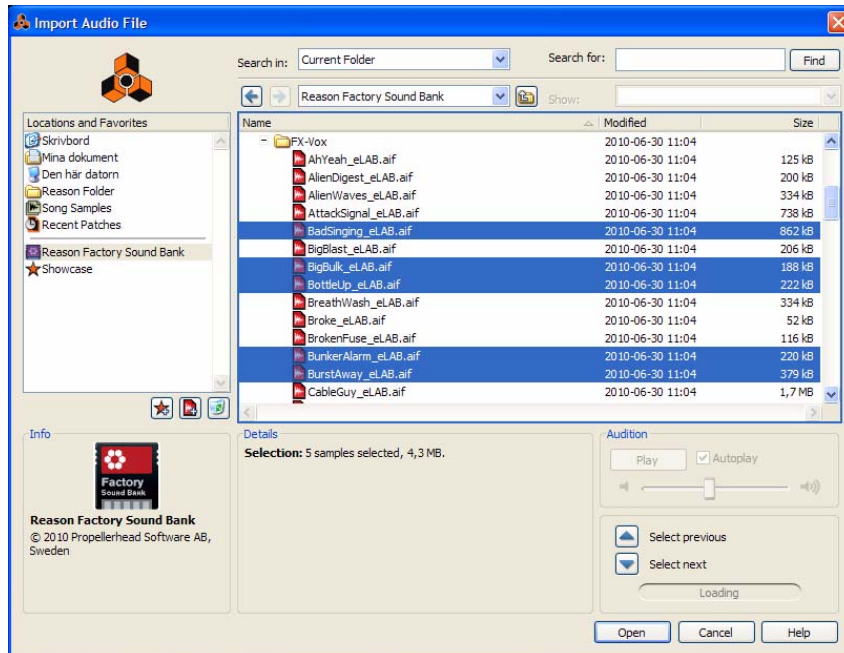 Import Audio File
Search in: Current Folder Search for: Find
Reason Factory Sound Bank Show:
Locations and Favorites
Skrivbord
Mina dokument
Den här datorn
Reason Folder
Song Samples
Recent Patches
Reason Factory Sound Bank
Showcase
Name Modified Size
FX-Vox 2010-06-30 11:04
AhYeah_eLAB.aif 2010-06-30 11:04 125 kB
AlienDigest_eLAB.aif 2010-06-30 11:04 200 kB
AlienWaves_eLAB.aif 2010-06-30 11:04 334 kB
AttackSignal_eLAB.aif 2010-06-30 11:04 738 kB
BadSinging_eLAB.aif 2010-06-30 11:04 862 kB
BigBlast_eLAB.aif 2010-06-30 11:04 206 kB
BigBulk_eLAB.aif 2010-06-30 11:04 188 kB
BottleUp_eLAB.aif 2010-06-30 11:04 222 kB
BreathWash_eLAB.aif 2010-06-30 11:04 334 kB
Broke_eLAB.aif 2010-06-30 11:04 52 kB
BrokenFuse_eLAB.aif 2010-06-30 11:04 116 kB
BunkerAlarm_eLAB.aif 2010-06-30 11:04 220 kB
BurstAway_eLAB.aif 2010-06-30 11:04 379 kB
CableGuy_eLAB.aif 2010-06-30 11:04 1,7 MB
Info
Factory
Sound Bank
Reason Factory Sound Bank
© 2010 Propellerhead Software AB,
Sweden
Details
Selection: 5 samples selected, 4,3 MB.
Audition
Play Autoplay
Select previous
Select next
Loading
Open Cancel Help